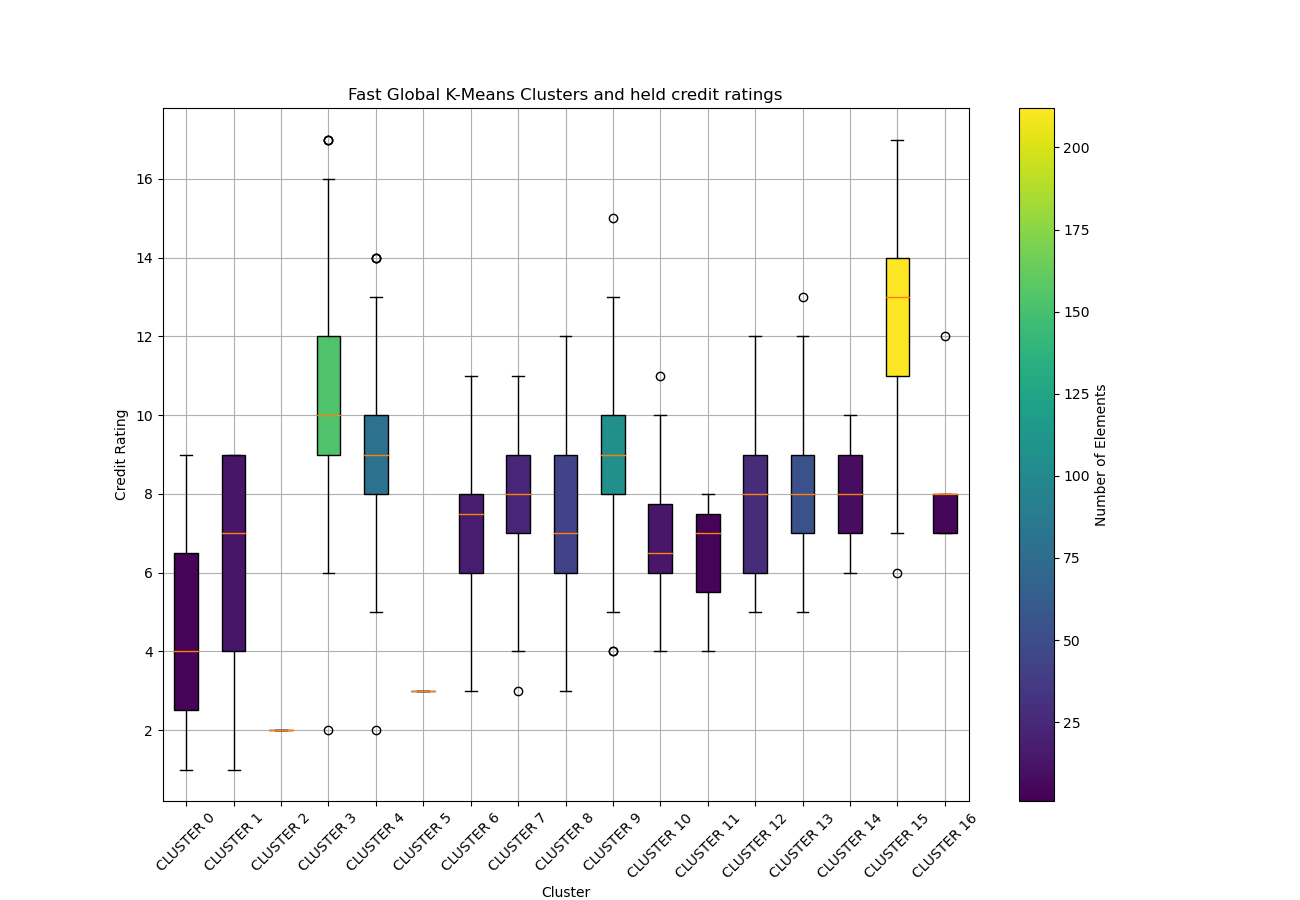 Fast Global K-Means Clusters and held credit ratings
Credit Rating
16
14
12
10
8
6
4
2
CLUSTER 0
CLUSTER 1
CLUSTER 2
CLUSTER 3
CLUSTER 4
CLUSTER 5
CLUSTER 6
CLUSTER 7
CLUSTER 8
CLUSTER 9
CLUSTER 10
CLUSTER 11
CLUSTER 12
CLUSTER 13
CLUSTER 14
CLUSTER 15
CLUSTER 16
Cluster
200
175
150
125
100
75
50
25
Number of Elements